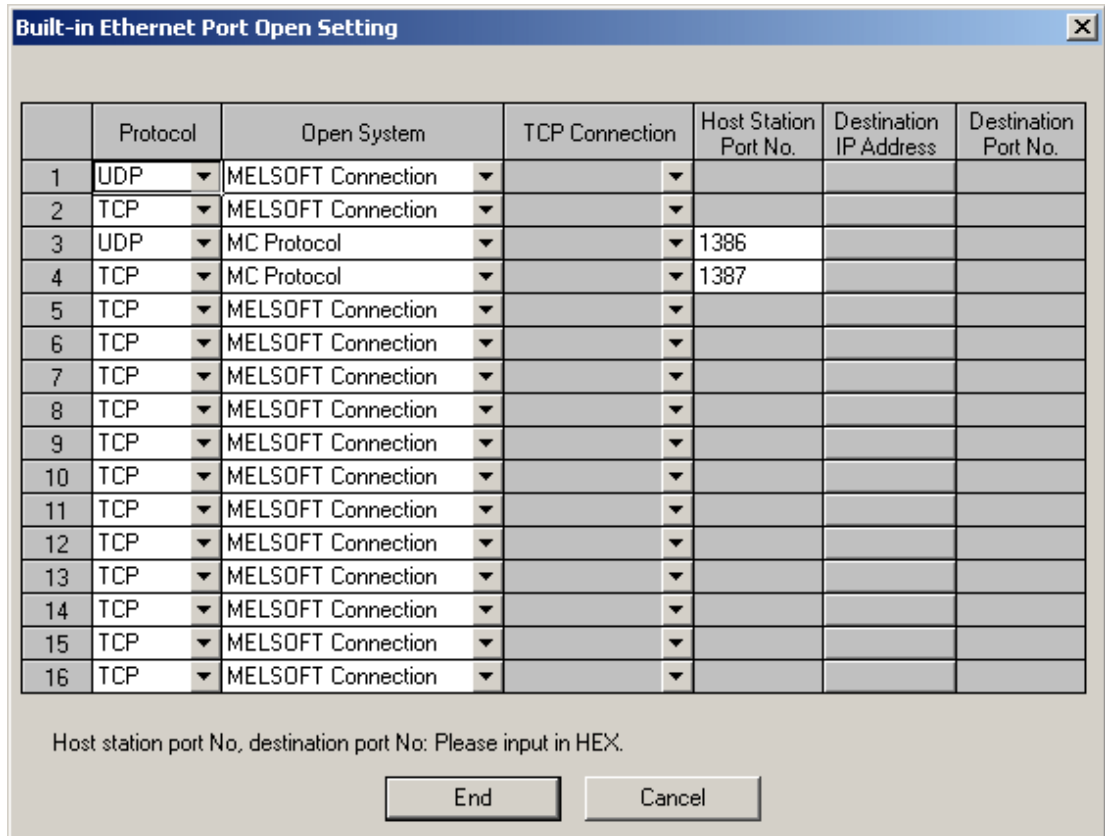 Built-in Ethernet Port Open Setting
Protocol Open System TCP Connection Host Station Port No. Destination IP Address Destination Port No.
1 UDP MELSOFT Connection
2 TCP MELSOFT Connection
3 UDP MC Protocol 1386
4 TCP MC Protocol 1387
5 TCP MELSOFT Connection
6 TCP MELSOFT Connection
7 TCP MELSOFT Connection
8 TCP MELSOFT Connection
9 TCP MELSOFT Connection
10 TCP MELSOFT Connection
11 TCP MELSOFT Connection
12 TCP MELSOFT Connection
13 TCP MELSOFT Connection
14 TCP MELSOFT Connection
15 TCP MELSOFT Connection
16 TCP MELSOFT Connection
Host station port No, destination port No: Please input in HEX.
End Cancel